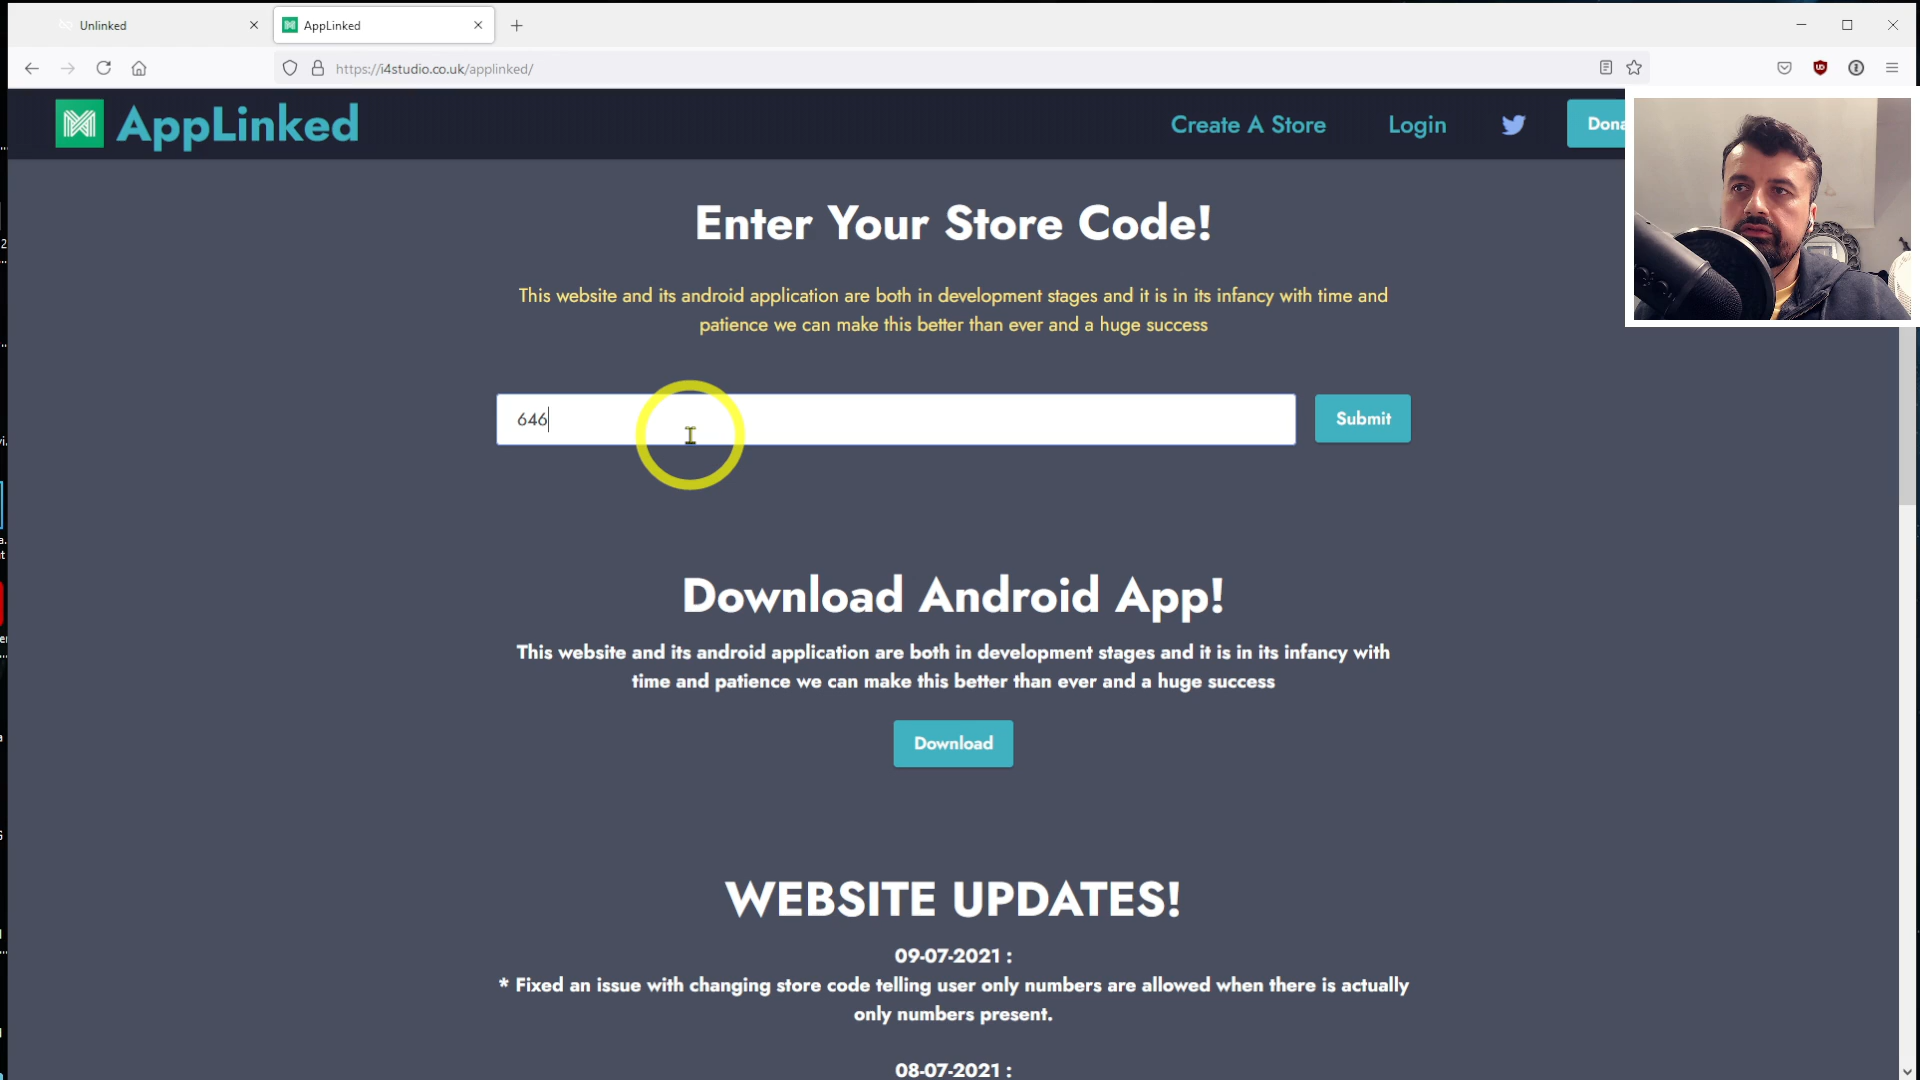 Unlinked
AppLinked
https://i4studio.co.uk/applinked/
AppLinked
Create A Store
Login
Enter Your Store Code!
This website and its android application are both in development stages and it is in its infancy with time and
patience we can make this better than ever and a huge success
646
Submit
Download Android App!
This website and its android application are both in development stages and it is in its infancy with
time and patience we can make this better than ever and a huge success
Download
WEBSITE UPDATES!
09-07-2021 :
* Fixed an issue with changing store code telling user only numbers are allowed when there is actually
only numbers present.
08-07-2021 :